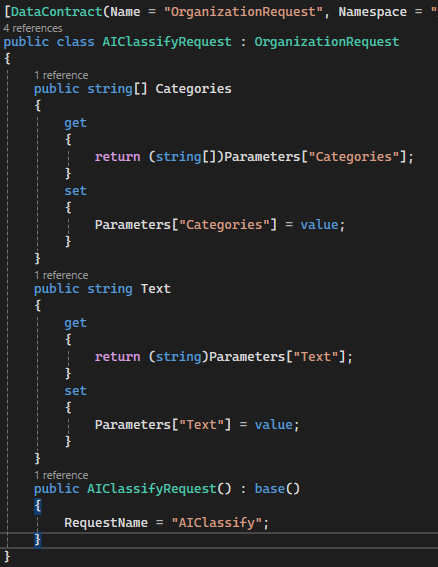 [DataContract(Name = "OrganizationRequest", Namespace = "
4 references
public class AIClassifyRequest : OrganizationRequest
{
1 reference
public string[] Categories
{
get
{
return (string[])Parameters["Categories"];
}
set
{
Parameters["Categories"] = value;
}
}
1 reference
public string Text
{
get
{
return (string)Parameters["Text"];
}
set
{
Parameters["Text"] = value;
}
}
1 reference
public AIClassifyRequest() : base()
{
RequestName = "AIClassify";
}
}